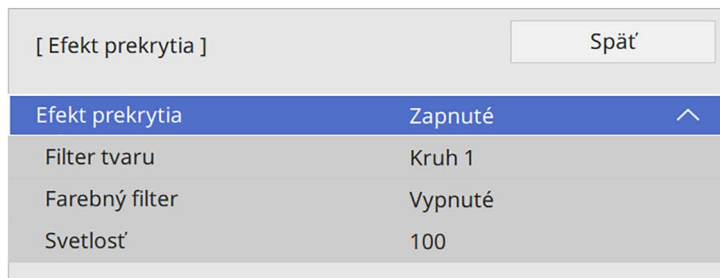 [ Efekt prekrytia ]
Späť
Efekt prekrytia Zapnuté
Filter tvaru Kruh 1
Farebný filter Vypnuté
Svetlosť 100